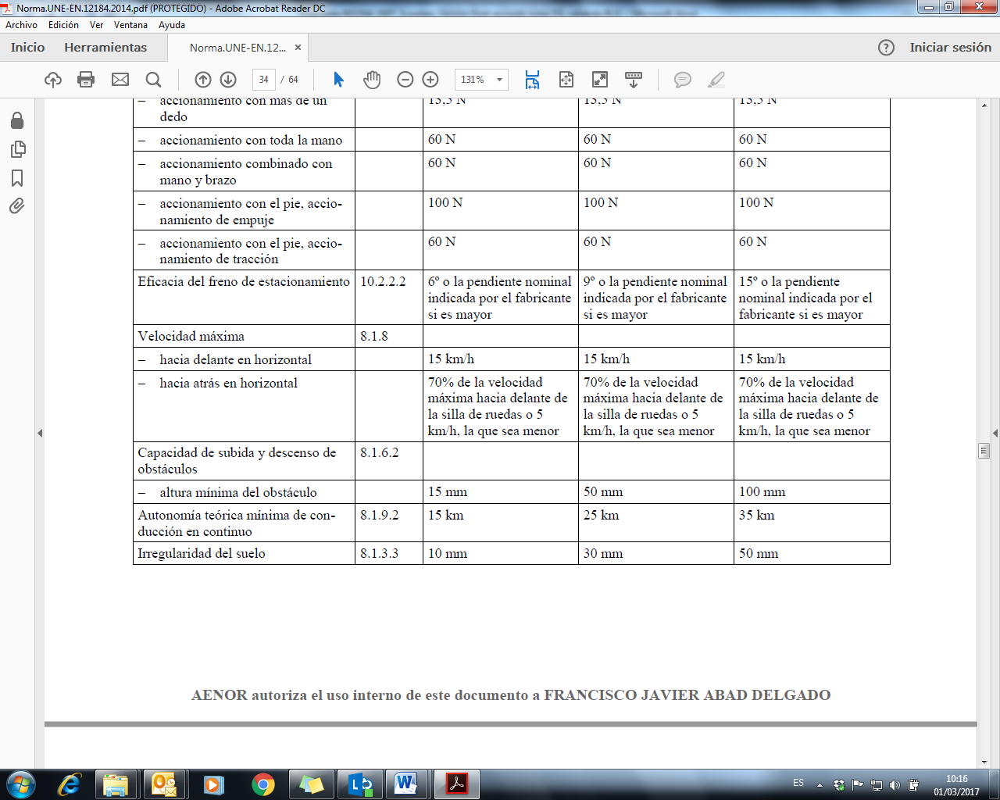 Norma.UNE-EN.12184.2014.pdf (PROTEGIDO) - Adobe Acrobat Reader DC
Archivo Edición Ver Ventana Ayuda
Inicio Herramientas Norma.UNE-EN.12... × ? Iniciar sesión
34 / 64 131%
– accionamiento con más de un dedo 13,5 N 13,5 N 13,5 N
– accionamiento con toda la mano 60 N 60 N 60 N
– accionamiento combinado con 60 N 60 N 60 N
mano y brazo
– accionamiento con el pie, accio- 100 N 100 N 100 N
namiento de empuje
– accionamiento con el pie, accio- 60 N 60 N 60 N
namiento de tracción
Eficacia del freno de estacionamiento 10.2.2.2 6º o la pendiente nominal 9º o la pendiente nominal 15º o la pendiente
indicada por el fabricante indicada por el fabricante nominal indicada por el
si es mayor si es mayor fabricante si es mayor
Velocidad máxima 8.1.8
– hacia delante en horizontal 15 km/h 15 km/h 15 km/h
– hacia atrás en horizontal 70% de la velocidad 70% de la velocidad 70% de la velocidad
máxima hacia delante de máxima hacia delante de máxima hacia delante de
la silla de ruedas o 5 la silla de ruedas o 5 la silla de ruedas o 5
km/h, la que sea menor km/h, la que sea menor km/h, la que sea menor
Capacidad de subida y descenso de 8.1.6.2
obstáculos
– altura mínima del obstáculo 15 mm 50 mm 100 mm
Autonomía teórica mínima de con- 8.1.9.2 15 km 25 km 35 km
ducción en continuo
Irregularidad del suelo 8.1.3.3 10 mm 30 mm 50 mm
AENOR autoriza el uso interno de este documento a FRANCISCO JAVIER ABAD DELGADO
ES 10:16
01/03/2017